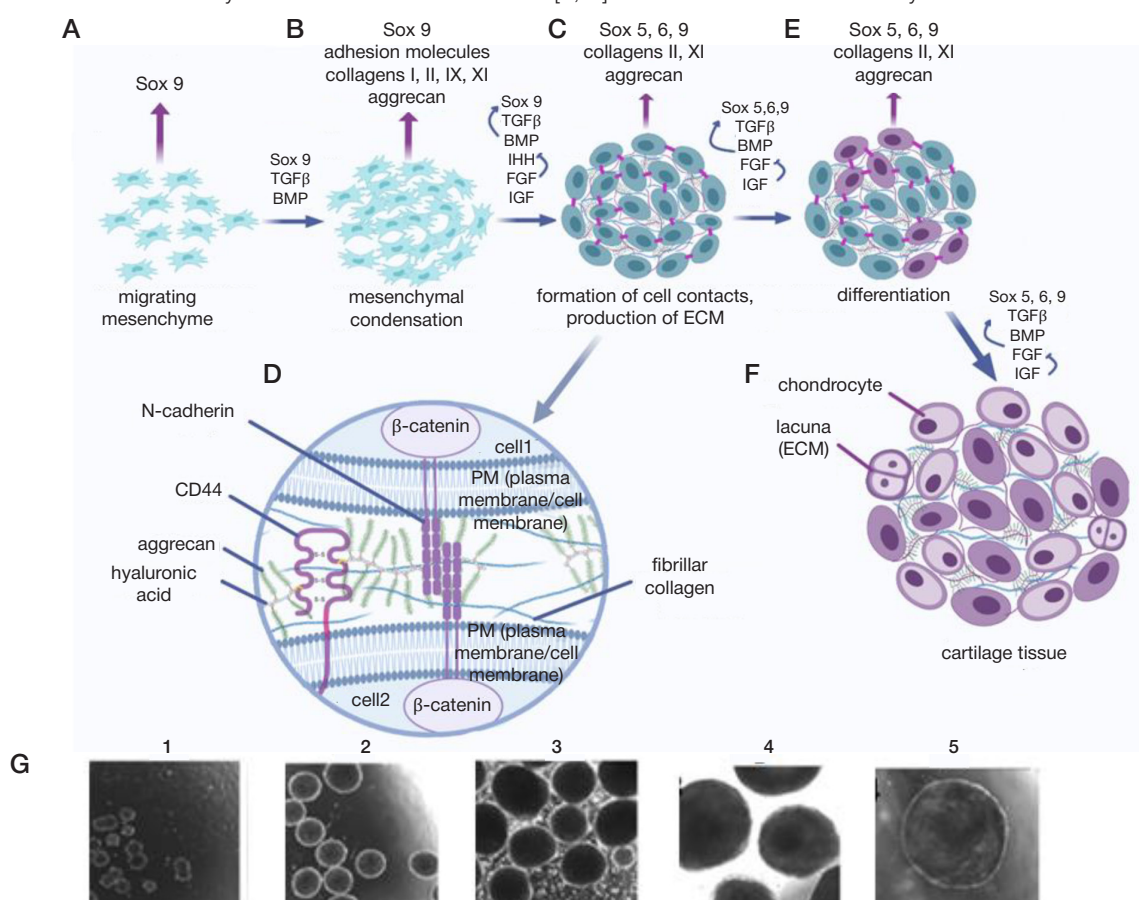 A
Sox 9
migrating
mesenchyme
Sox 9
TGFβ
BMP
B
Sox 9
adhesion molecules
collagens I, II, IX, XI
aggrecan
mesenchymal
condensation
Sox 9
TGFβ
BMP
IHH
FGF
IGF
C
Sox 5, 6, 9
collagens II, XI
aggrecan
formation of cell contacts,
production of ECM
Sox 5,6,9
TGFβ
BMP
FGF
IGF
E
Sox 5, 6, 9
collagens II, XI
aggrecan
differentiation
Sox 5, 6, 9
TGFβ
BMP
FGF
IGF
D
N-cadherin
CD44
aggrecan
hyaluronic
acid
β-catenin
cell1
PM (plasma
membrane/cell
membrane)
S-S
S-S
S-S
fibrillar
collagen
PM (plasma
membrane/cell
membrane)
cell2
β-catenin
F
chondrocyte
lacuna
(ECM)
cartilage tissue
G
1
2
3
4
5